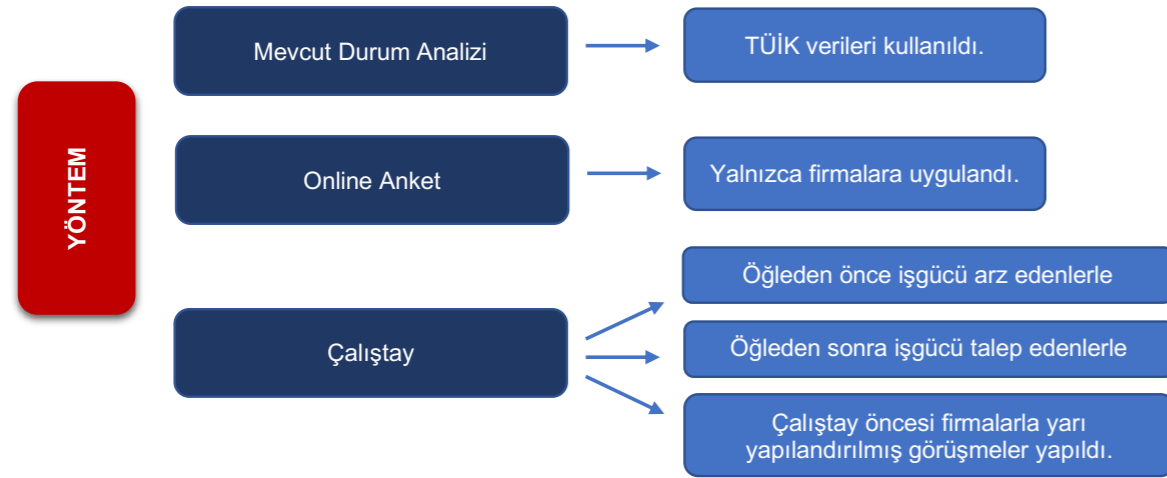 YÖNTEM
Mevcut Durum Analizi
TÜİK verileri kullanıldı.
Online Anket
Yalnızca firmalara uygulandı.
Çalıştay
Öğleden önce işgücü arz edenlerle
Öğleden sonra işgücü talep edenlerle
Çalıştay öncesi firmalarla yarı
yapılandırılmış görüşmeler yapıldı.